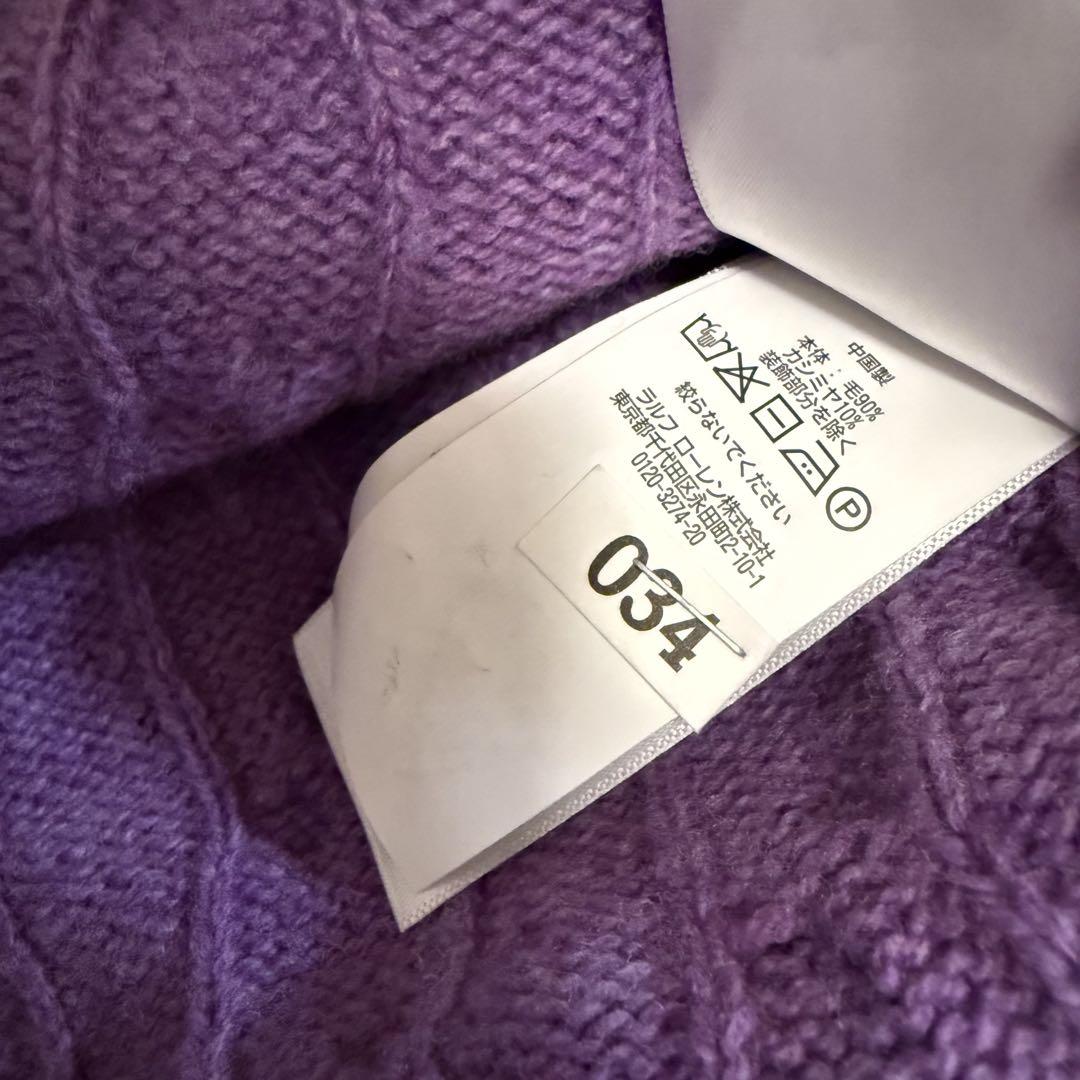 中国製
本体：毛90%
カシミヤ10%
装飾部分を除く
P
絞らないでください
ラルフ ローレン株式会社
東京都千代田区永田町2-10-1
0120-3274-20
034